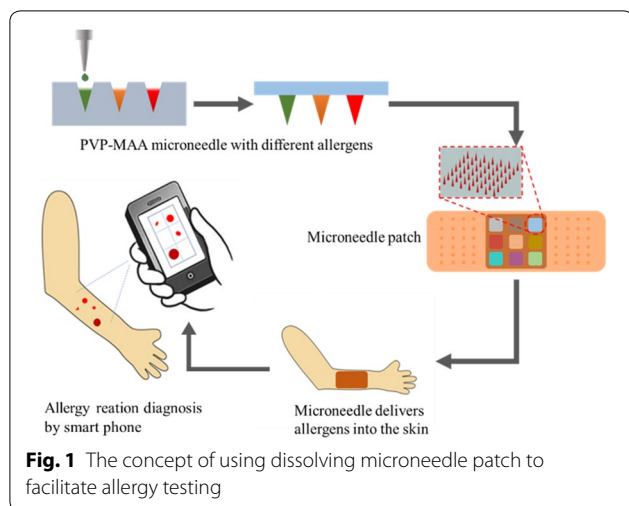 PVP-MAA microneedle with different allergens
Microneedle patch
Allergy reation diagnosis
by smart phone
Microneedle delivers
allergens into the skin
Fig. 1 The concept of using dissolving microneedle patch to
facilitate allergy testing